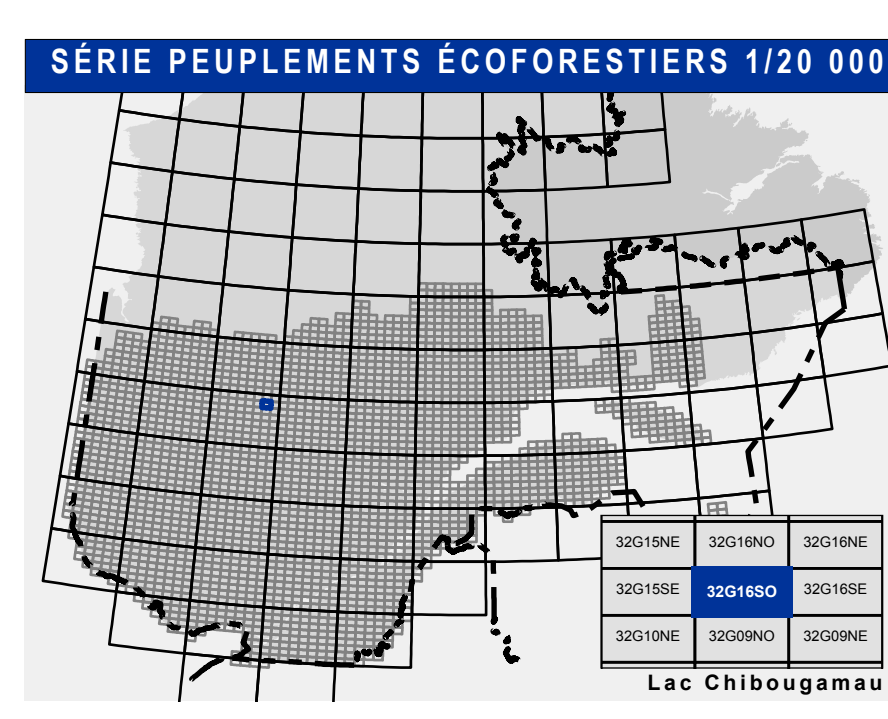 SÉRIE PEUPLEMENTS ÉCOFORESTIERS 1/20 000
32G15NE 32G16NO 32G16NE
32G15SE 32G16SO 32G16SE
32G10NE 32G09NO 32G09NE
Lac Chibougamau